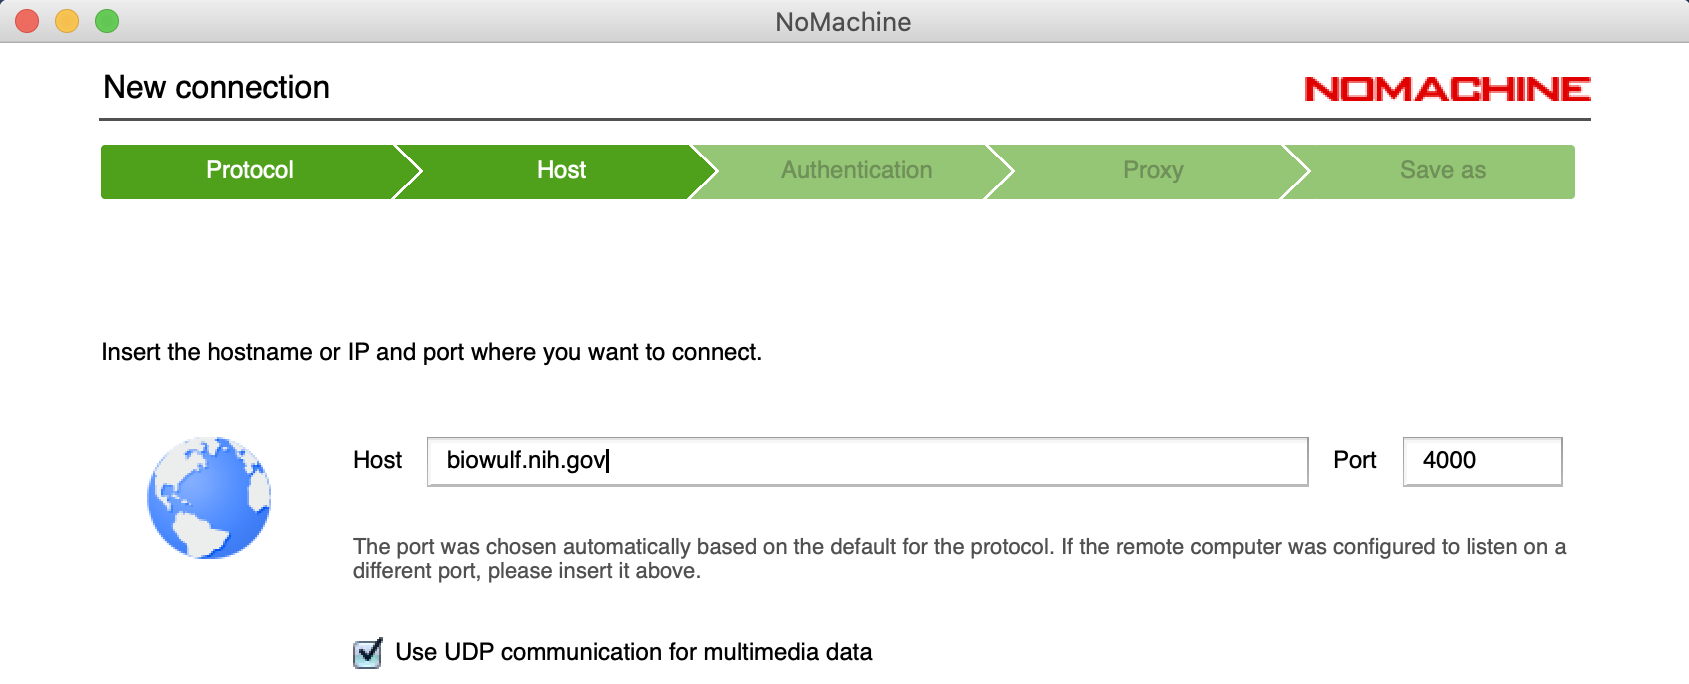 NoMachine
New connection
NOMACHINE
Protocol
Host
Authentication
Proxy
Save as
Insert the hostname or IP and port where you want to connect.
Host
biowulf.nih.gov
Port
4000
The port was chosen automatically based on the default for the protocol. If the remote computer was configured to listen on a
different port, please insert it above.
Use UDP communication for multimedia data